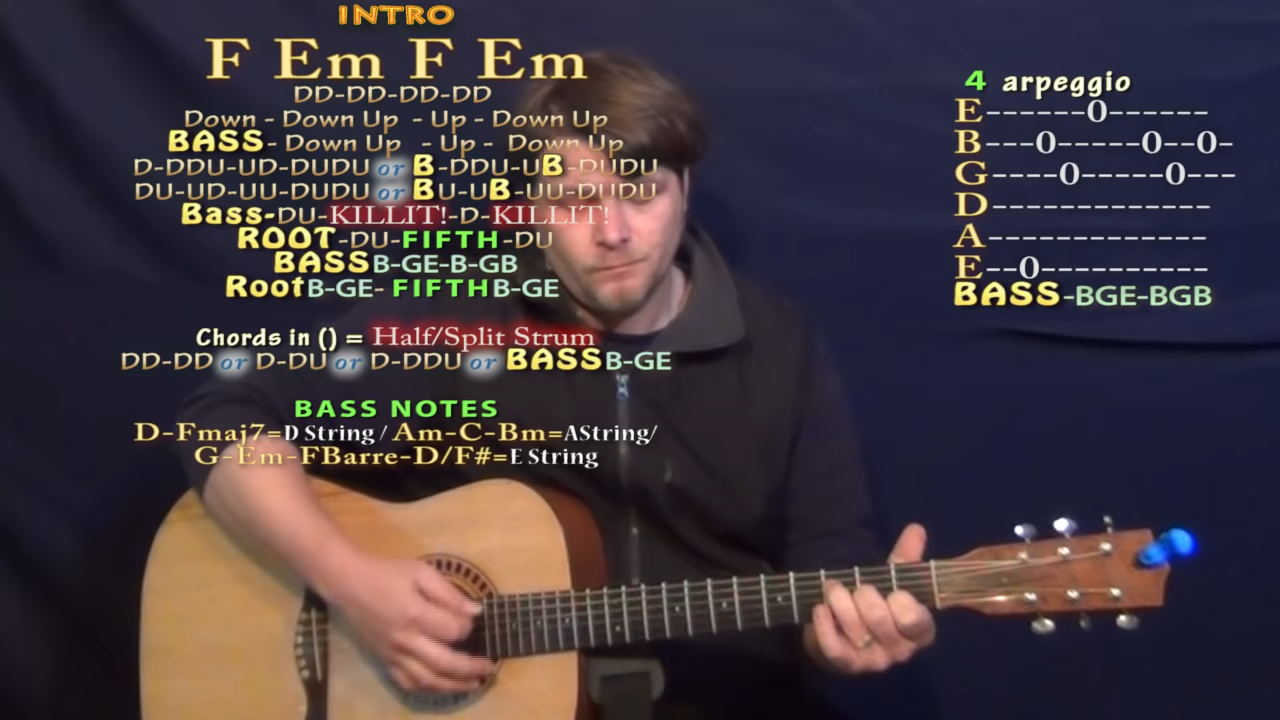 INTRO
F Em F Em
DD-DD-DD-DD
Down - Down Up - Up - Down Up
BASS - Down Up - Up - Down Up
D-DDU-UD-DUDU or B-DDU-UB-DUDU
DU-UD-UU-DUDU or BU-UB-UU-DUDU
Bass-DU-KILLIT!-D-KILLIT!
ROOT-DU-FIFTH-DU
BASSB-GE-B-GB
RootB-GE- FIFTHB-GE
Chords in () = Half/Split Strum
DD-DD or D-DU or D-DDU or BASSB-GE
BASS NOTES
D-Fmaj7=D String / Am-C-Bm=AString/
G-Em-FBarre-D/F#=E String
4 arpeggio
E------0------
B---0-----0--0-
G----0-----0---
D-------------
A-------------
E--0----------
BASS-BGE-BGB